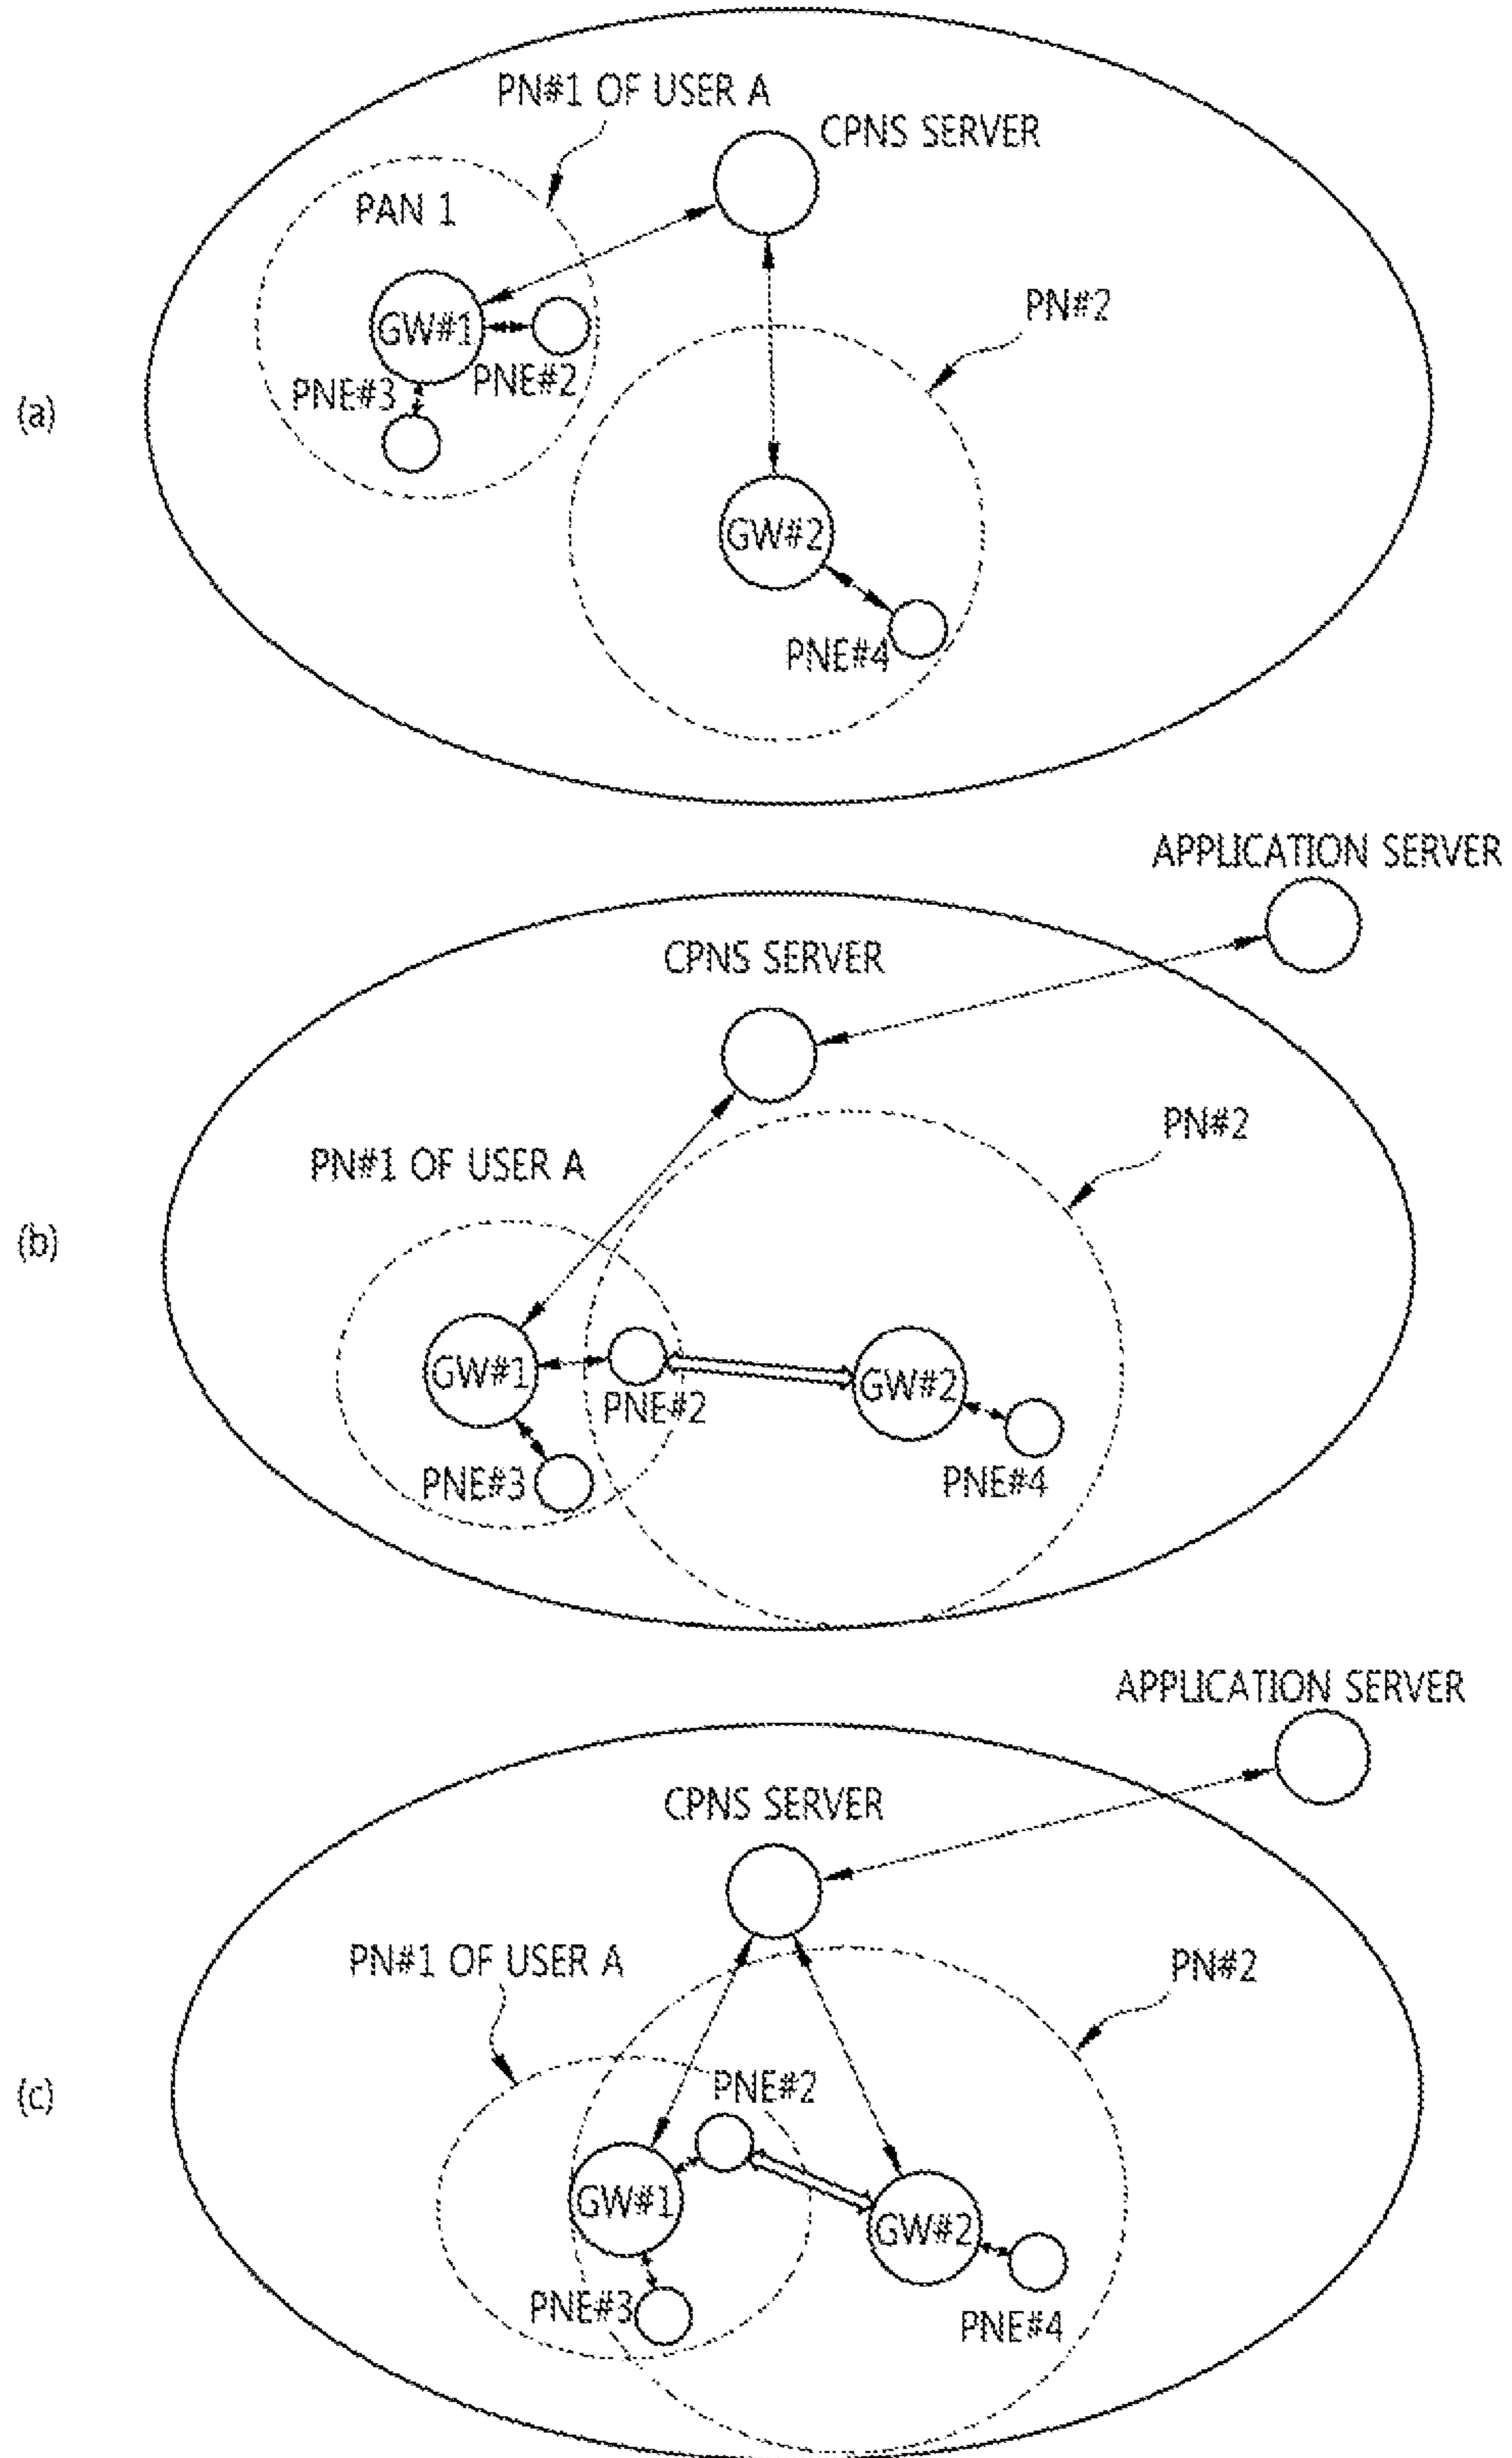 PN#1 OF USER A
CPNS SERVER
PAN 1
PN#2
GW#1
PNE#2
PNE#3
(a)
GW#2
PNE#4
APPLICATION SERVER
CPNS SERVER
PN#2
PN#1 OF USER A
(b)
GW#1
GW#2
PNE#2
PNE#3
PNE#4
APPLICATION SERVER
CPNS SERVER
PN#1 OF USER A
PN#2
(c)
PNE#2
GW#1
GW#2
PNE#3
PNE#4